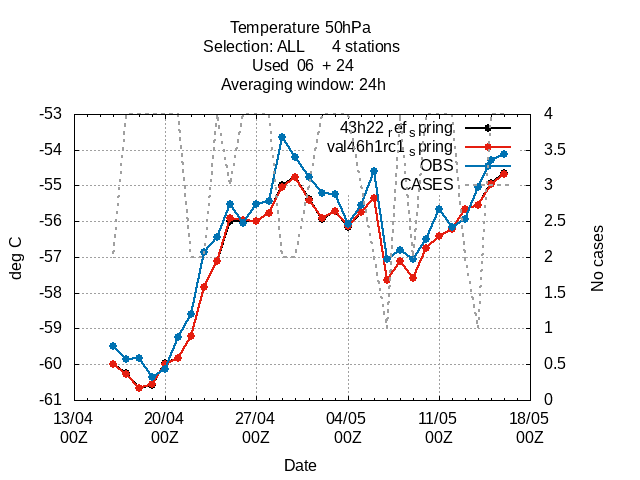 Temperature 50hPa
Selection: ALL 4 stations
Used 06 + 24
Averaging window: 24h
43h22_ref_spring
val46h1rc1_spring
OBS
CASES
-53
-54
-55
-56
-57
-58
-59
-60
-61
4
3.5
3
2.5
2
1.5
1
0.5
0
deg C
No cases
13/04 20/04 27/04 04/05 11/05 18/05
00Z 00Z 00Z 00Z 00Z 00Z
Date